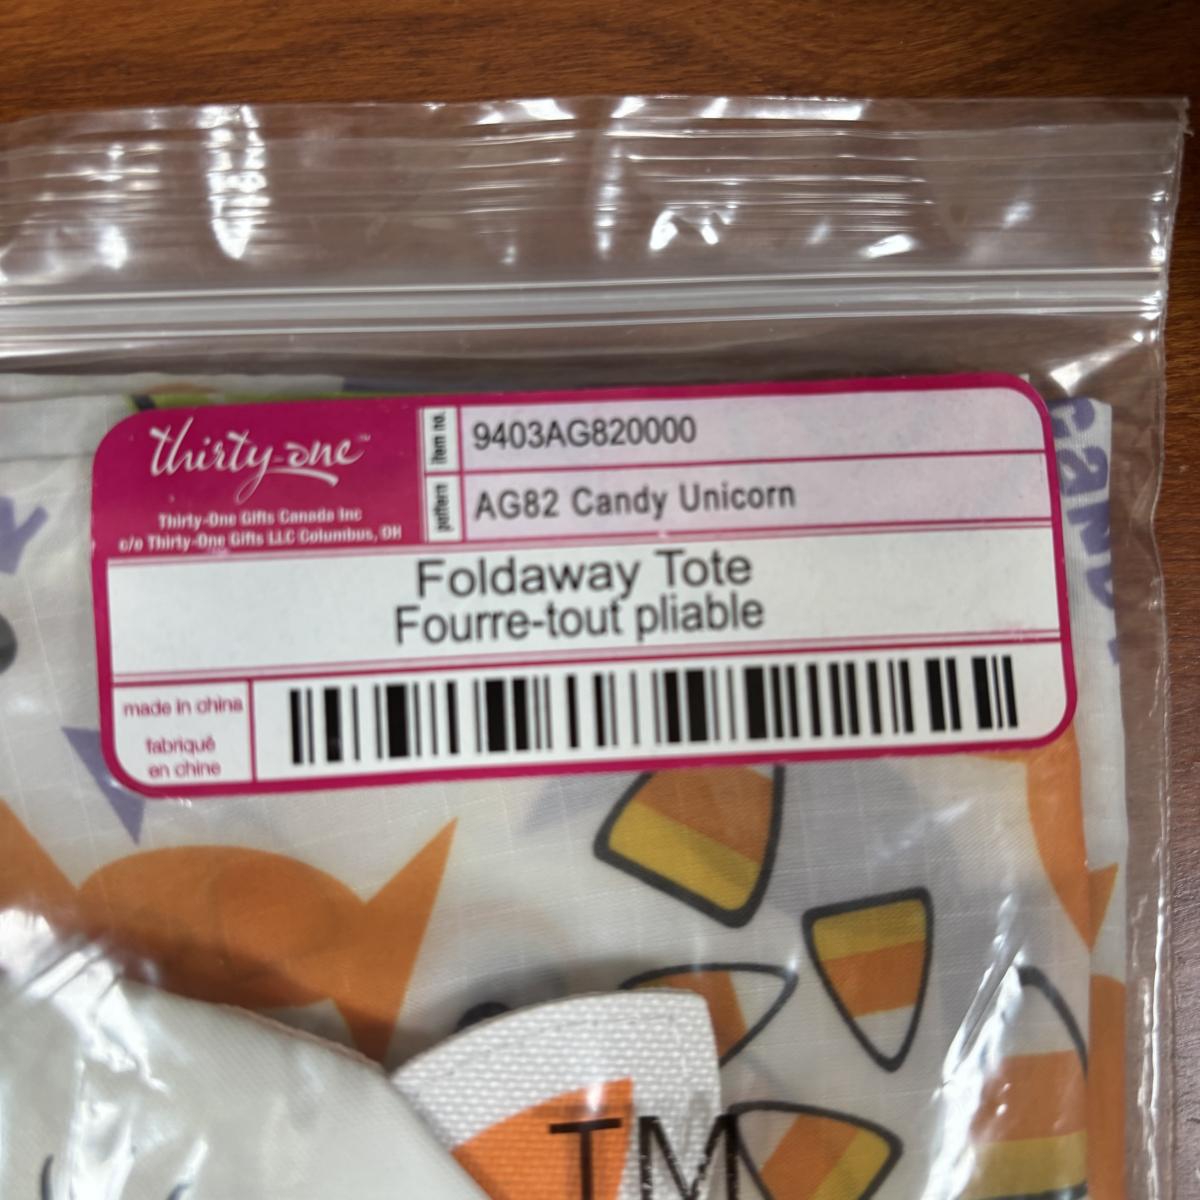 thirty-one™
Thirty-One Gifts Canada Inc
c/o Thirty-One Gifts LLC Columbus, OH
item no.
9403AG820000
pattern
AG82 Candy Unicorn
Foldaway Tote
Fourre-tout pliable
made in china
fabriqué
en chine
TM